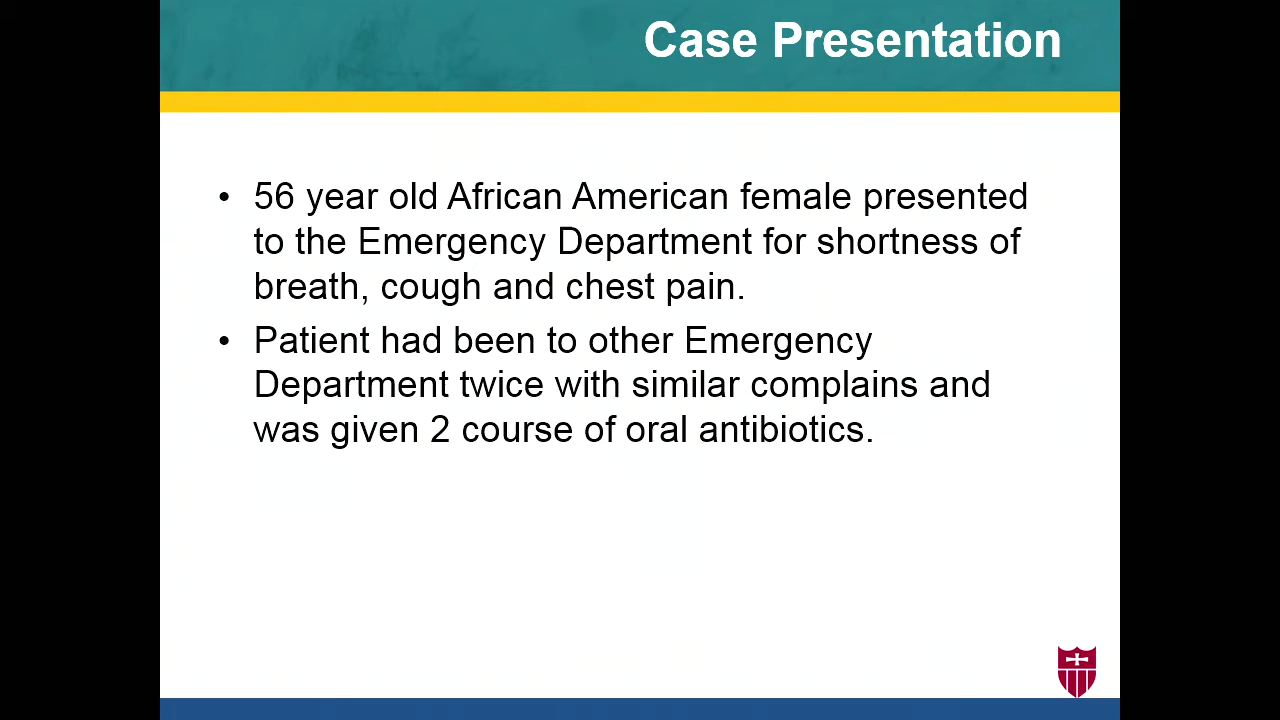 Case Presentation
• 56 year old African American female presented
to the Emergency Department for shortness of
breath, cough and chest pain.
• Patient had been to other Emergency
Department twice with similar complains and
was given 2 course of oral antibiotics.